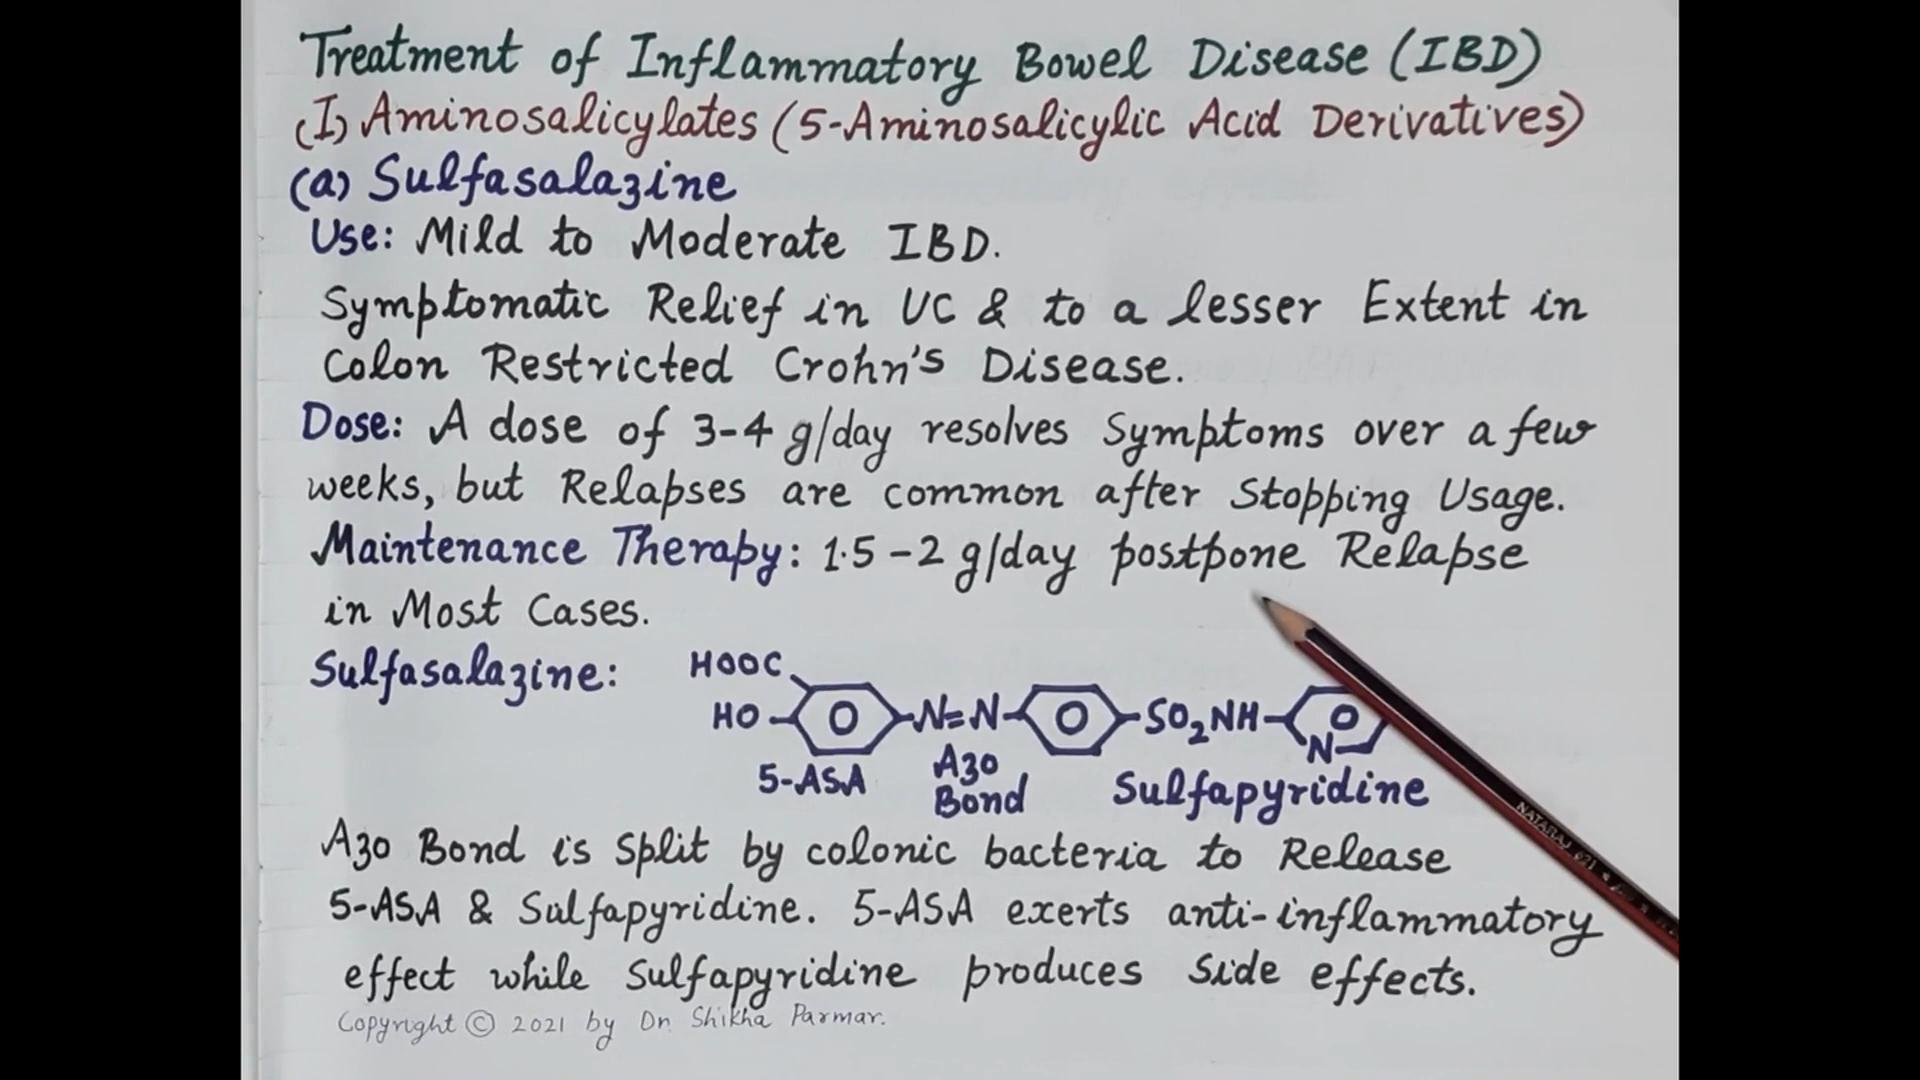 Treatment of Inflammatory Bowel Disease (IBD)
(I) Aminosalicylates (5-Aminosalicylic Acid Derivatives)
(a) Sulfasalazine
Use: Mild to Moderate IBD.
Symptomatic Relief in UC & to a lesser Extent in
Colon Restricted Crohn's Disease.
Dose: A dose of 3-4 g/day resolves Symptoms over a few
weeks, but Relapses are common after Stopping Usage.
Maintenance Therapy: 1.5-2 g/day postpone Relapse
in Most Cases.
Sulfasalazine:
HOOC
HO N=N SO2NH N
5-ASA Azo Bond Sulfapyridine
Azo Bond is Split by colonic bacteria to Release
5-ASA & Sulfapyridine. 5-ASA exerts anti-inflammatory
effect while Sulfapyridine produces Side effects.
Copyright © 2021 by Dr. Shikha Parmar.
NATARAJ 621